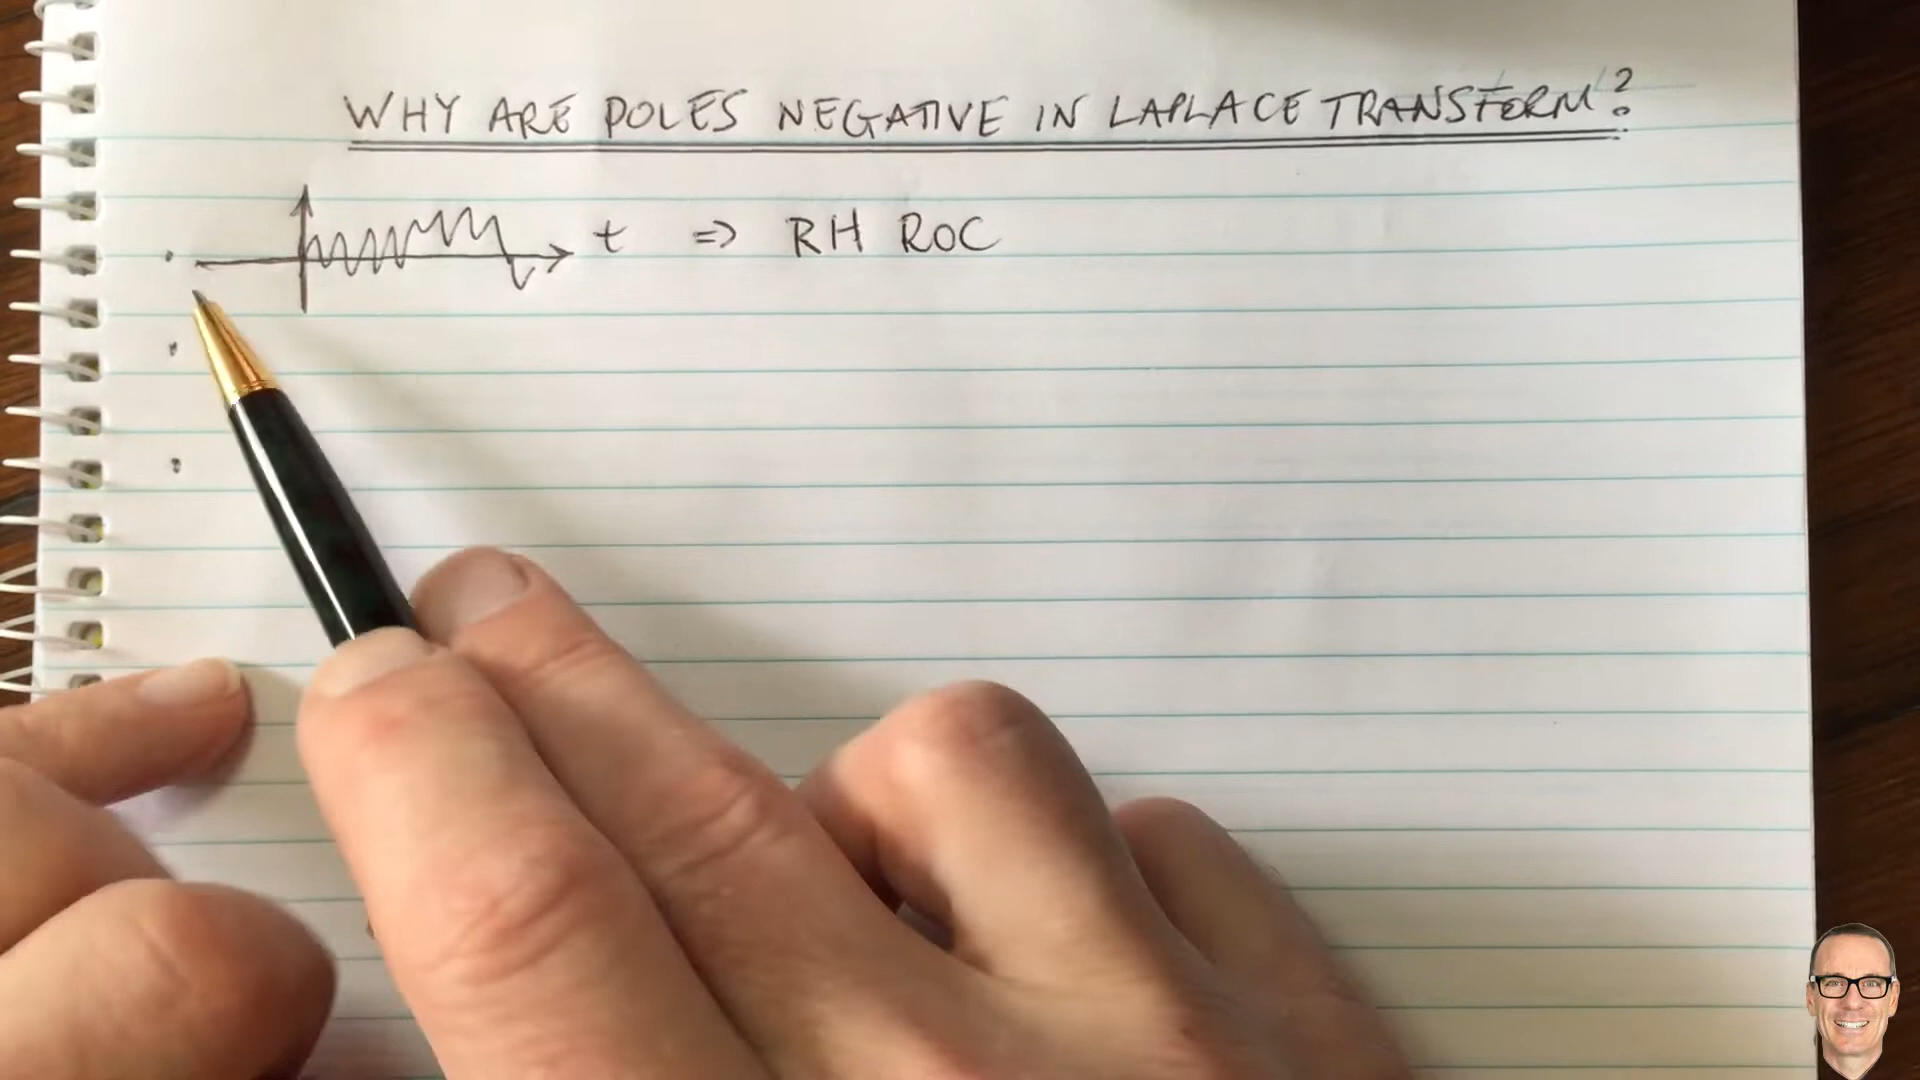 WHY ARE POLES NEGATIVE IN LAPLACE TRANSFORM?
t ⇒ RH ROC